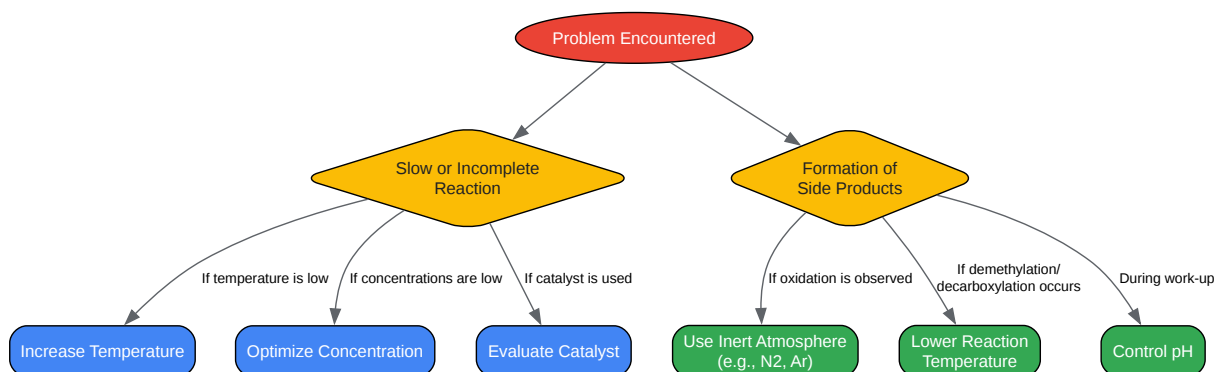 Problem Encountered
Slow or Incomplete
Reaction
Formation of
Side Products
If temperature is low
If concentrations are low
If catalyst is used
If oxidation is observed
If demethylation/
decarboxylation occurs
During work-up
Increase Temperature
Optimize Concentration
Evaluate Catalyst
Use Inert Atmosphere
(e.g., N2, Ar)
Lower Reaction
Temperature
Control pH